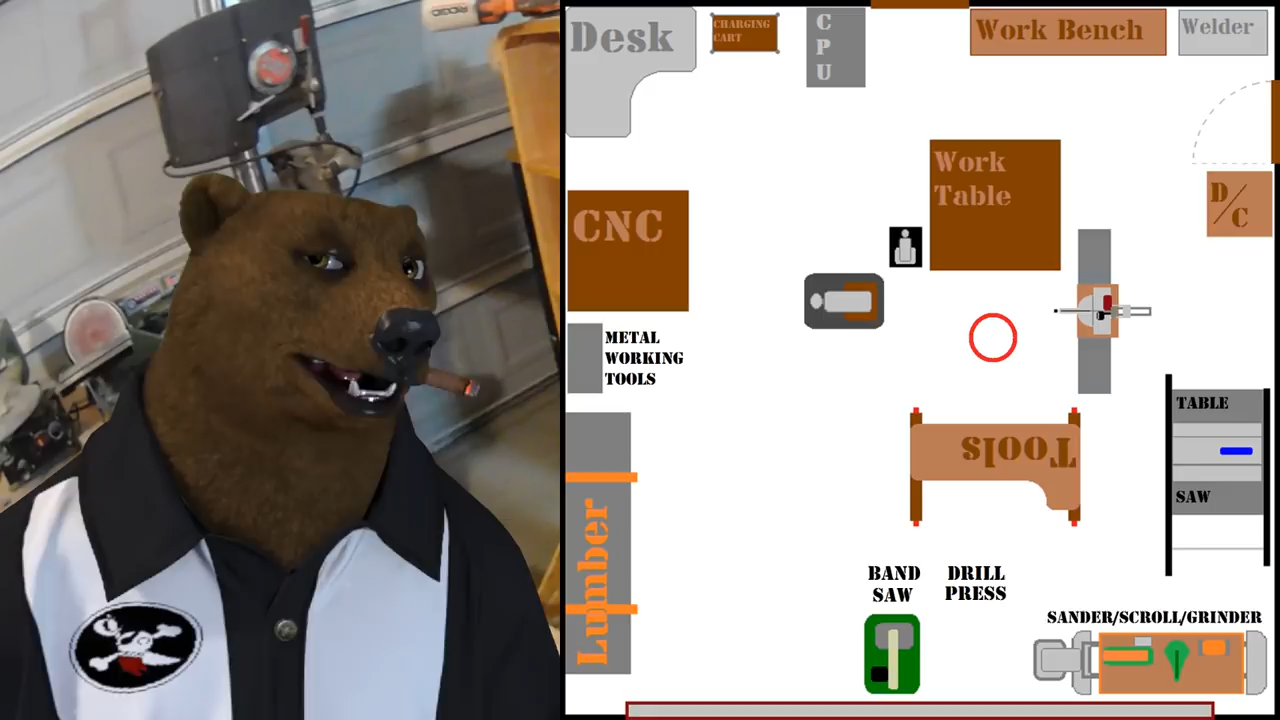 Desk
CHARGING
CART
C
P
U
Work Bench
Welder
Work
Table
D/C
CNC
METAL
WORKING
TOOLS
TABLE
SAW
Tools
Lumber
BAND
SAW
DRILL
PRESS
SANDER/SCROLL/GRINDER